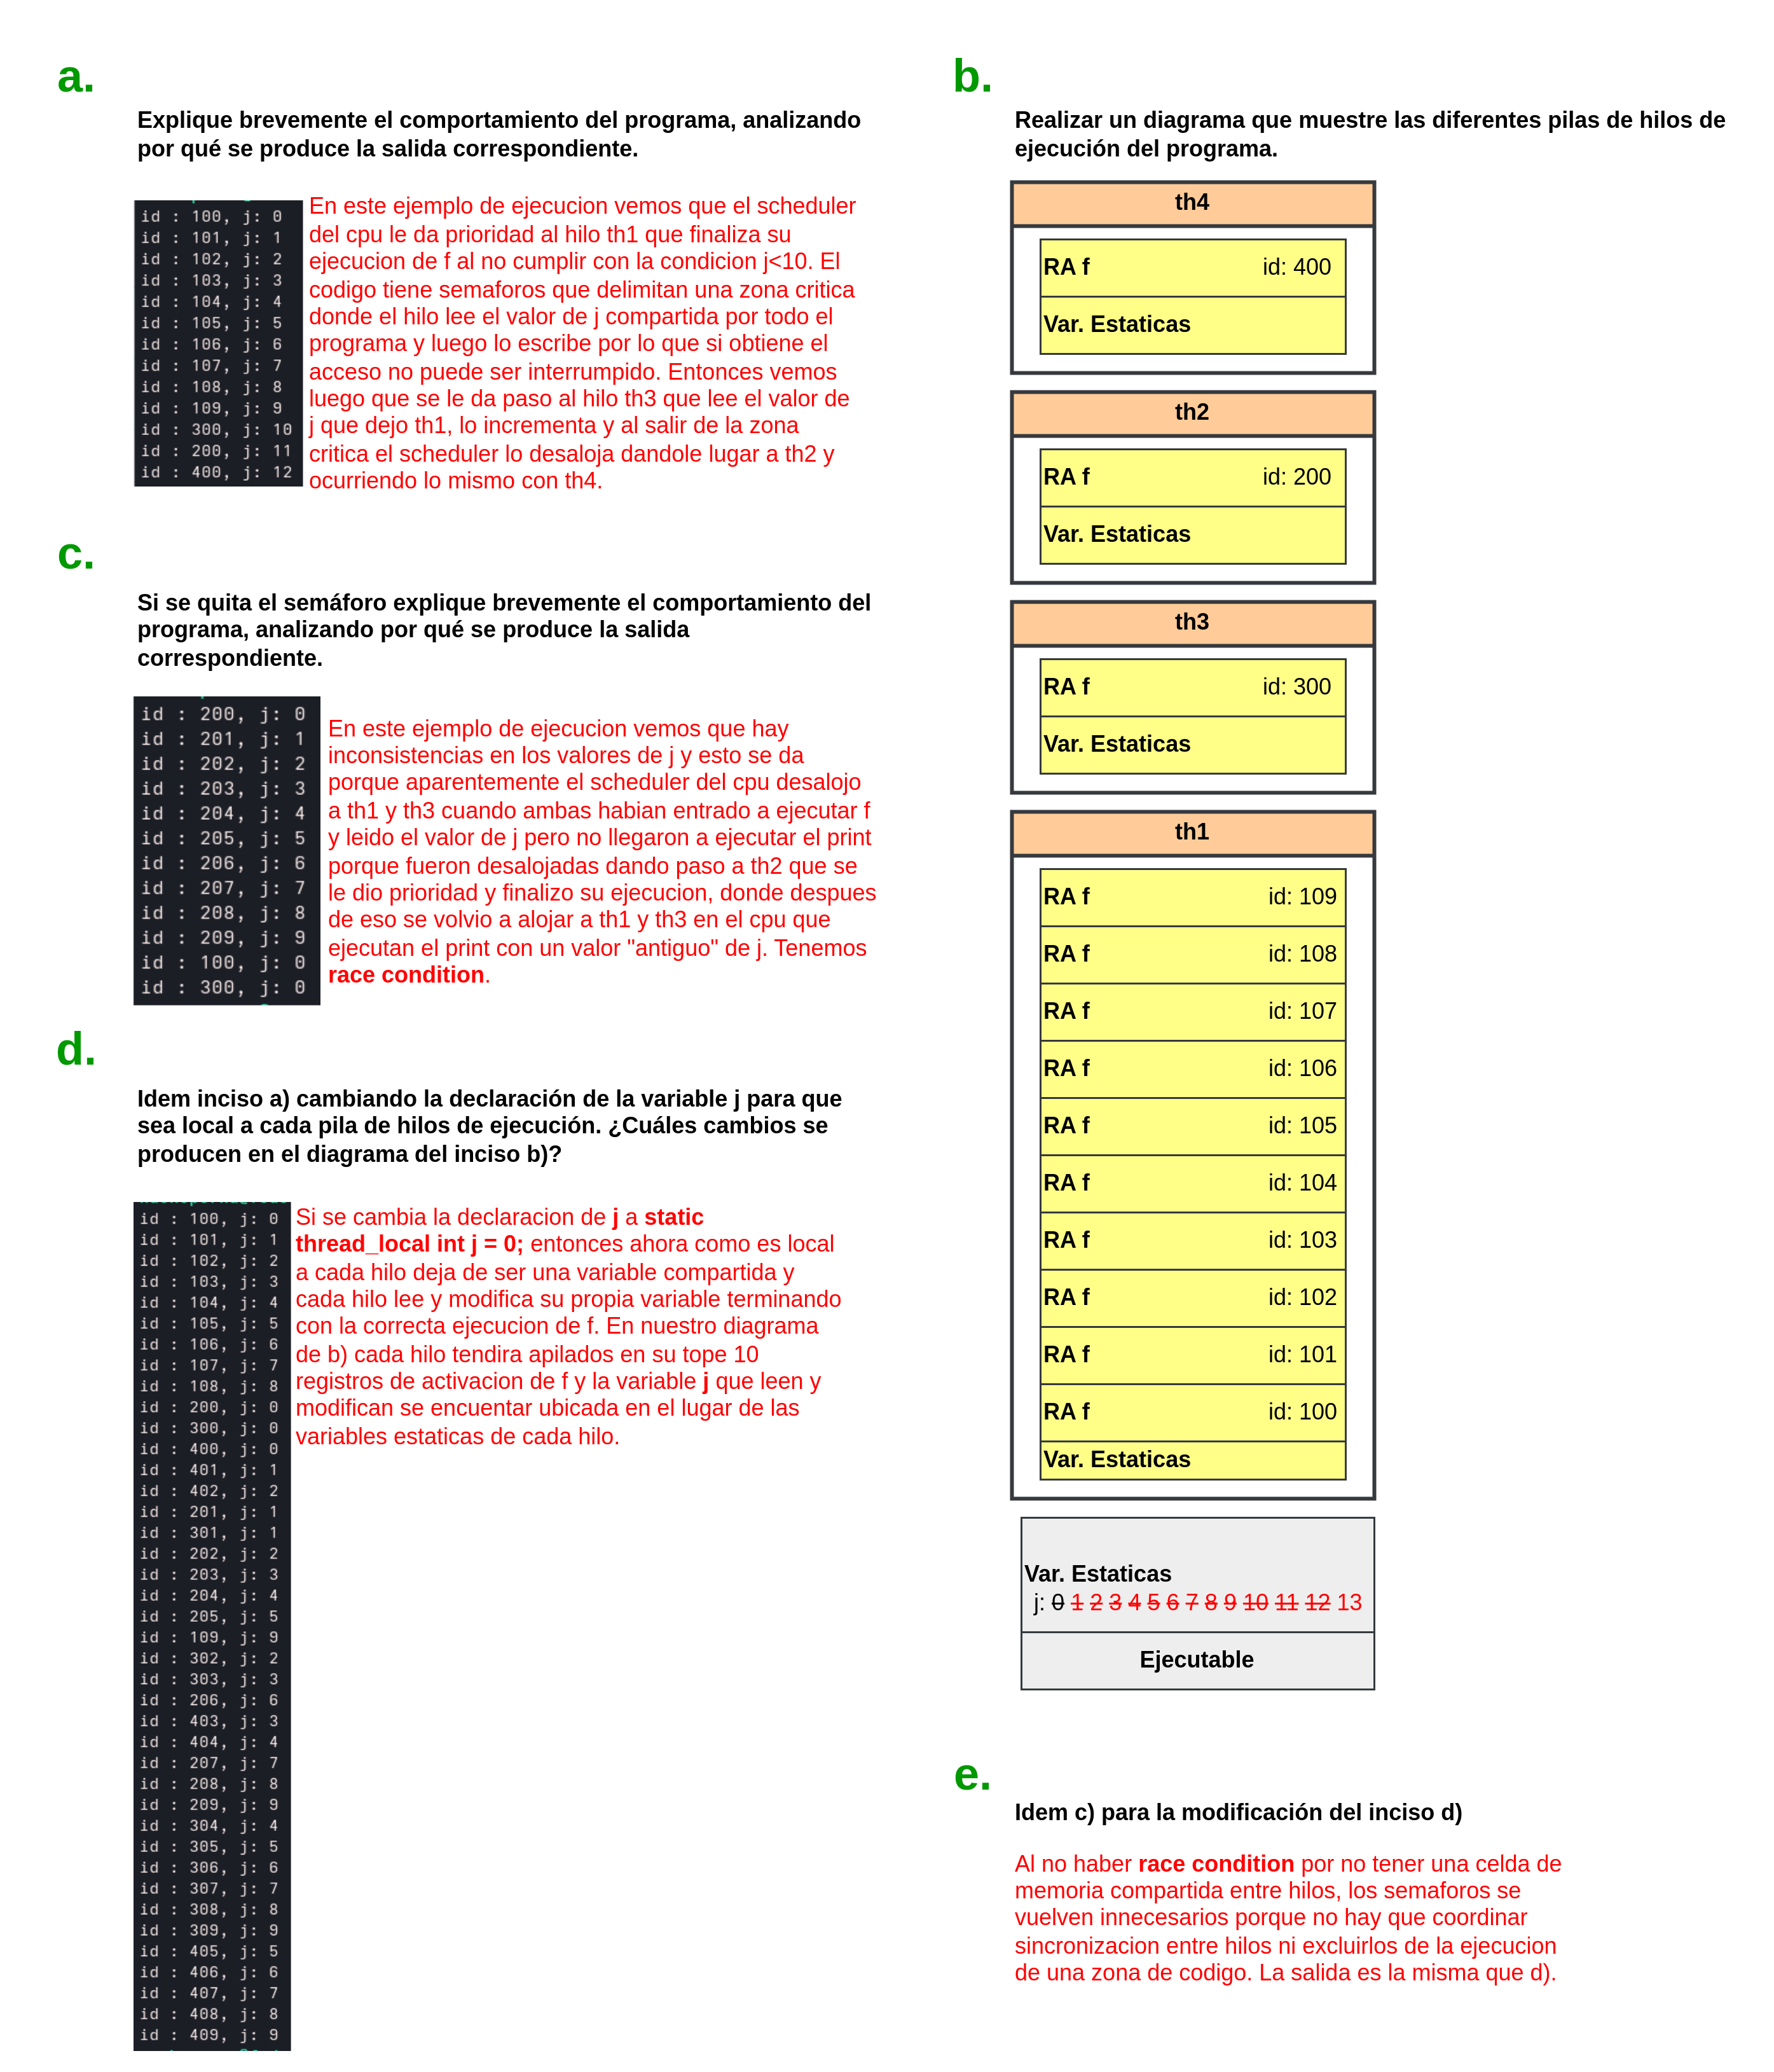 a.
Explique brevemente el comportamiento del programa, analizando
por qué se produce la salida correspondiente.
id : 100, j: 0
id : 101, j: 1
id : 102, j: 2
id : 103, j: 3
id : 104, j: 4
id : 105, j: 5
id : 106, j: 6
id : 107, j: 7
id : 108, j: 8
id : 109, j: 9
id : 300, j: 10
id : 200, j: 11
id : 400, j: 12
En este ejemplo de ejecucion vemos que el scheduler
del cpu le da prioridad al hilo th1 que finaliza su
ejecucion de f al no cumplir con la condicion j<10. El
codigo tiene semaforos que delimitan una zona critica
donde el hilo lee el valor de j compartida por todo el
programa y luego lo escribe por lo que si obtiene el
acceso no puede ser interrumpido. Entonces vemos
luego que se le da paso al hilo th3 que lee el valor de
j que dejo th1, lo incrementa y al salir de la zona
critica el scheduler lo desaloja dandole lugar a th2 y
ocurriendo lo mismo con th4.
c.
Si se quita el semáforo explique brevemente el comportamiento del
programa, analizando por qué se produce la salida
correspondiente.
id : 200, j: 0
id : 201, j: 1
id : 202, j: 2
id : 203, j: 3
id : 204, j: 4
id : 205, j: 5
id : 206, j: 6
id : 207, j: 7
id : 208, j: 8
id : 209, j: 9
id : 100, j: 0
id : 300, j: 0
En este ejemplo de ejecucion vemos que hay
inconsistencias en los valores de j y esto se da
porque aparentemente el scheduler del cpu desalojo
a th1 y th3 cuando ambas habian entrado a ejecutar f
y leido el valor de j pero no llegaron a ejecutar el print
porque fueron desalojadas dando paso a th2 que se
le dio prioridad y finalizo su ejecucion, donde despues
de eso se volvio a alojar a th1 y th3 en el cpu que
ejecutan el print con un valor "antiguo" de j. Tenemos
race condition.
d.
Idem inciso a) cambiando la declaración de la variable j para que
sea local a cada pila de hilos de ejecución. ¿Cuáles cambios se
producen en el diagrama del inciso b)?
id : 100, j: 0
id : 101, j: 1
id : 102, j: 2
id : 103, j: 3
id : 104, j: 4
id : 105, j: 5
id : 106, j: 6
id : 107, j: 7
id : 108, j: 8
id : 200, j: 0
id : 300, j: 0
id : 400, j: 0
id : 401, j: 1
id : 402, j: 2
id : 201, j: 1
id : 301, j: 1
id : 202, j: 2
id : 203, j: 3
id : 204, j: 4
id : 205, j: 5
id : 109, j: 9
id : 302, j: 2
id : 303, j: 3
id : 206, j: 6
id : 403, j: 3
id : 404, j: 4
id : 207, j: 7
id : 208, j: 8
id : 209, j: 9
id : 304, j: 4
id : 305, j: 5
id : 306, j: 6
id : 307, j: 7
id : 308, j: 8
id : 309, j: 9
id : 405, j: 5
id : 406, j: 6
id : 407, j: 7
id : 408, j: 8
id : 409, j: 9
Si se cambia la declaracion de j a static
thread_local int j = 0; entonces ahora como es local
a cada hilo deja de ser una variable compartida y
cada hilo lee y modifica su propia variable terminando
con la correcta ejecucion de f. En nuestro diagrama
de b) cada hilo tendira apilados en su tope 10
registros de activacion de f y la variable j que leen y
modifican se encuentar ubicada en el lugar de las
variables estaticas de cada hilo.
b.
Realizar un diagrama que muestre las diferentes pilas de hilos de
ejecución del programa.
th4
RA f id: 400
Var. Estaticas
th2
RA f id: 200
Var. Estaticas
th3
RA f id: 300
Var. Estaticas
th1
RA f id: 109
RA f id: 108
RA f id: 107
RA f id: 106
RA f id: 105
RA f id: 104
RA f id: 103
RA f id: 102
RA f id: 101
RA f id: 100
Var. Estaticas
Var. Estaticas
j: 0 1 2 3 4 5 6 7 8 9 10 11 12 13
Ejecutable
e.
Idem c) para la modificación del inciso d)
Al no haber race condition por no tener una celda de
memoria compartida entre hilos, los semaforos se
vuelven innecesarios porque no hay que coordinar
sincronizacion entre hilos ni excluirlos de la ejecucion
de una zona de codigo. La salida es la misma que d).